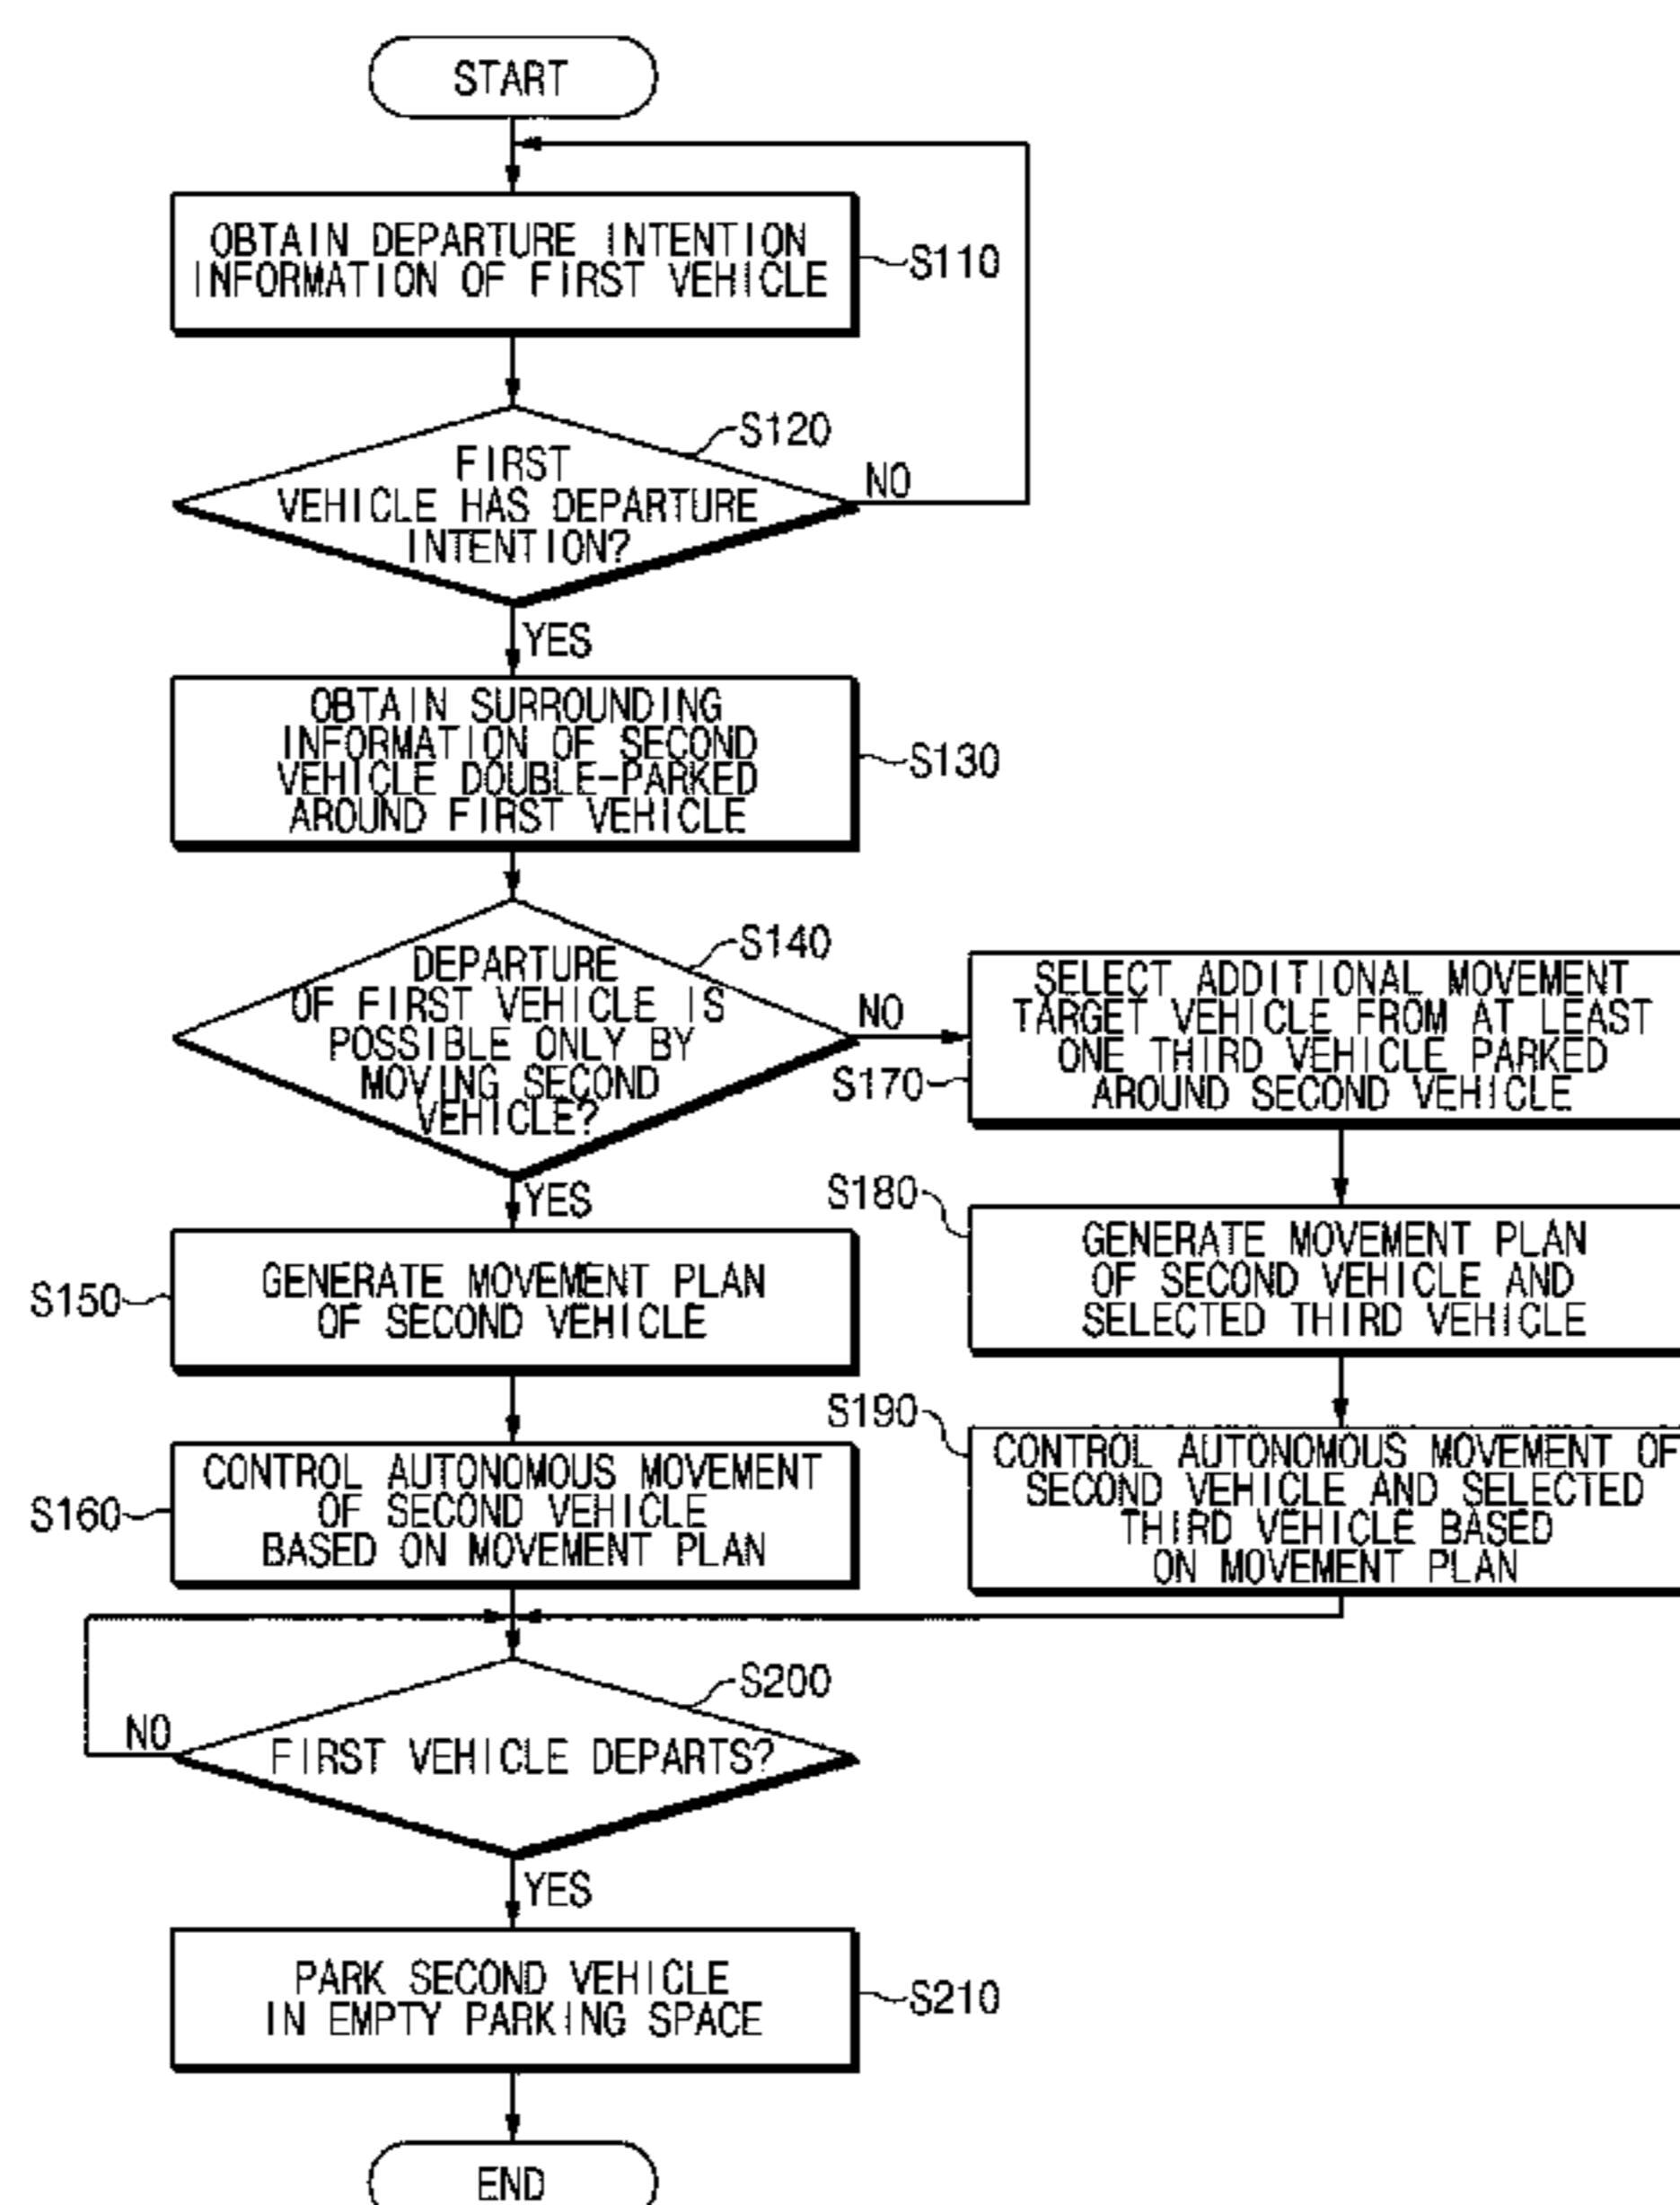 START
OBTAIN DEPARTURE INTENTION
INFORMATION OF FIRST VEHICLE
S110
S120
FIRST
VEHICLE HAS DEPARTURE
INTENTION?
NO
YES
OBTAIN SURROUNDING
INFORMATION OF SECOND
VEHICLE DOUBLE-PARKED
AROUND FIRST VEHICLE
S130
S140
DEPARTURE
OF FIRST VEHICLE IS
POSSIBLE ONLY BY
MOVING SECOND
VEHICLE?
NO
YES
SELECT ADDITIONAL MOVEMENT
TARGET VEHICLE FROM AT LEAST
ONE THIRD VEHICLE PARKED
AROUND SECOND VEHICLE
S170
S150
GENERATE MOVEMENT PLAN
OF SECOND VEHICLE
S180
GENERATE MOVEMENT PLAN
OF SECOND VEHICLE AND
SELECTED THIRD VEHICLE
S160
CONTROL AUTONOMOUS MOVEMENT
OF SECOND VEHICLE
BASED ON MOVEMENT PLAN
S190
CONTROL AUTONOMOUS MOVEMENT OF
SECOND VEHICLE AND SELECTED
THIRD VEHICLE BASED
ON MOVEMENT PLAN
S200
NO
FIRST VEHICLE DEPARTS?
YES
PARK SECOND VEHICLE
IN EMPTY PARKING SPACE
S210
END